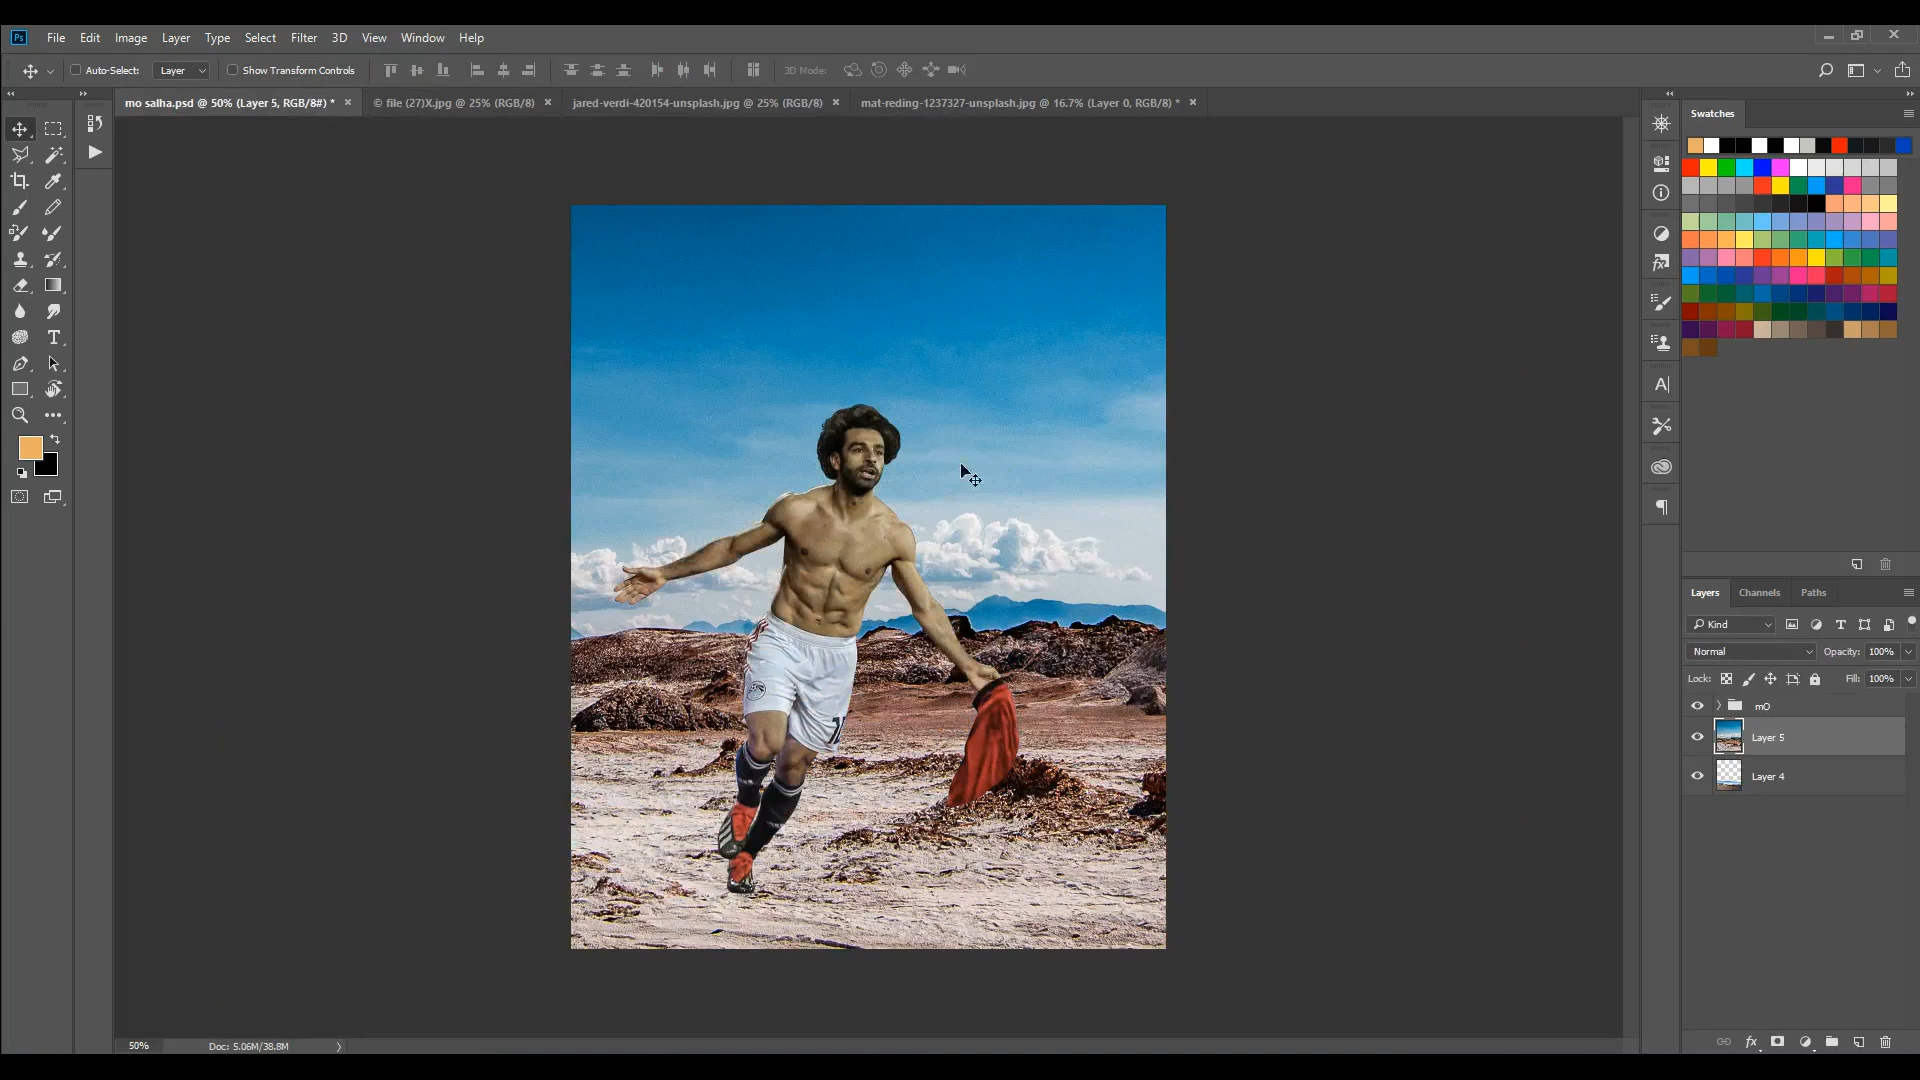 Ps File Edit Image Layer Type Select Filter 3D View Window Help
Auto-Select: Layer Show Transform Controls 3D Mode:
mo salha.psd @ 50% (Layer 5, RGB/8#) * × © file (27)X.jpg @ 25% (RGB/8) × jared-verdi-420154-unsplash.jpg @ 25% (RGB/8) × mat-reding-1237327-unsplash.jpg @ 16.7% (Layer 0, RGB/8) * ×
Swatches
Layers Channels Paths
Kind
Normal Opacity: 100%
Lock: Fill: 100%
mO
Layer 5
Layer 4
50% Doc: 5.06M/38.8M
fx